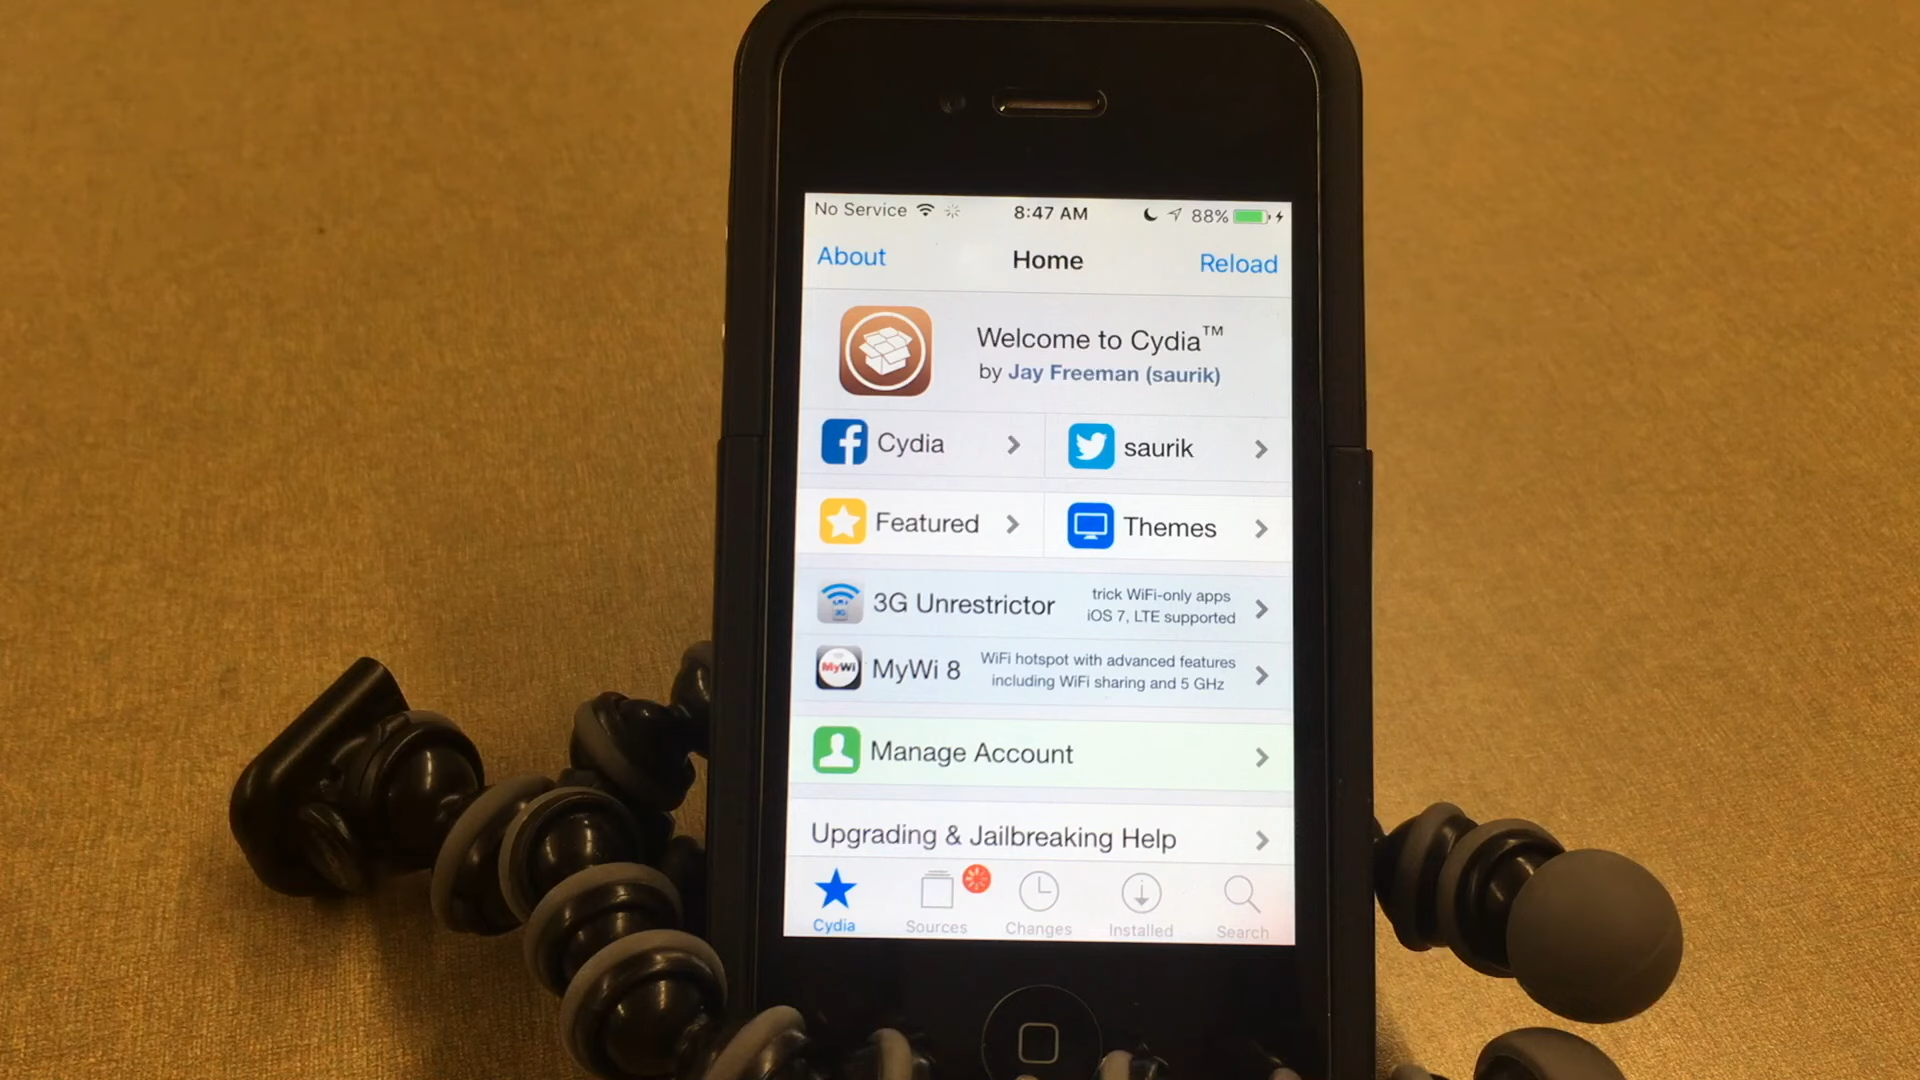 No Service 8:47 AM 88%
About Home Reload
Welcome to Cydia™
by Jay Freeman (saurik)
Cydia saurik
Featured Themes
3G Unrestrictor trick WiFi-only apps
iOS 7, LTE supported
MyWi MyWi 8 WiFi hotspot with advanced features
including WiFi sharing and 5 GHz
Manage Account
Upgrading & Jailbreaking Help
Cydia Sources Changes Installed Search